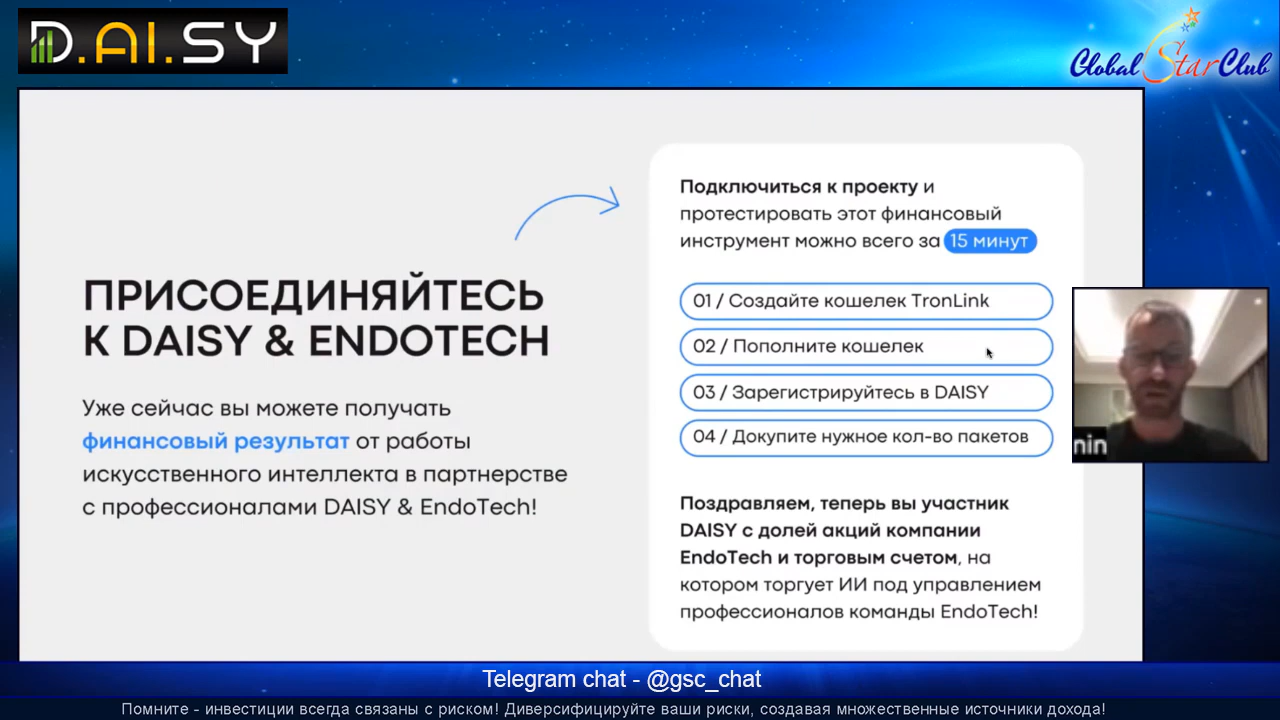 D.AI.SY
Global Star Club
ПРИСОЕДИНЯЙТЕСЬ
К DAISY & ENDOTECH
Уже сейчас вы можете получать
финансовый результат от работы
искусственного интеллекта в партнерстве
с профессионалами DAISY & EndoTech!
Подключиться к проекту и
протестировать этот финансовый
инструмент можно всего за 15 минут
01 / Создайте кошелек TronLink
02 / Пополните кошелек
03 / Зарегистрируйтесь в DAISY
04 / Докупите нужное кол-во пакетов
Поздравляем, теперь вы участник
DAISY с долей акций компании
EndoTech и торговым счетом, на
котором торгует ИИ под управлением
профессионалов команды EndoTech!
nin
Telegram chat - @gsc_chat
Помните - инвестиции всегда связаны с риском! Диверсифицируйте ваши риски, создавая множественные источники дохода!